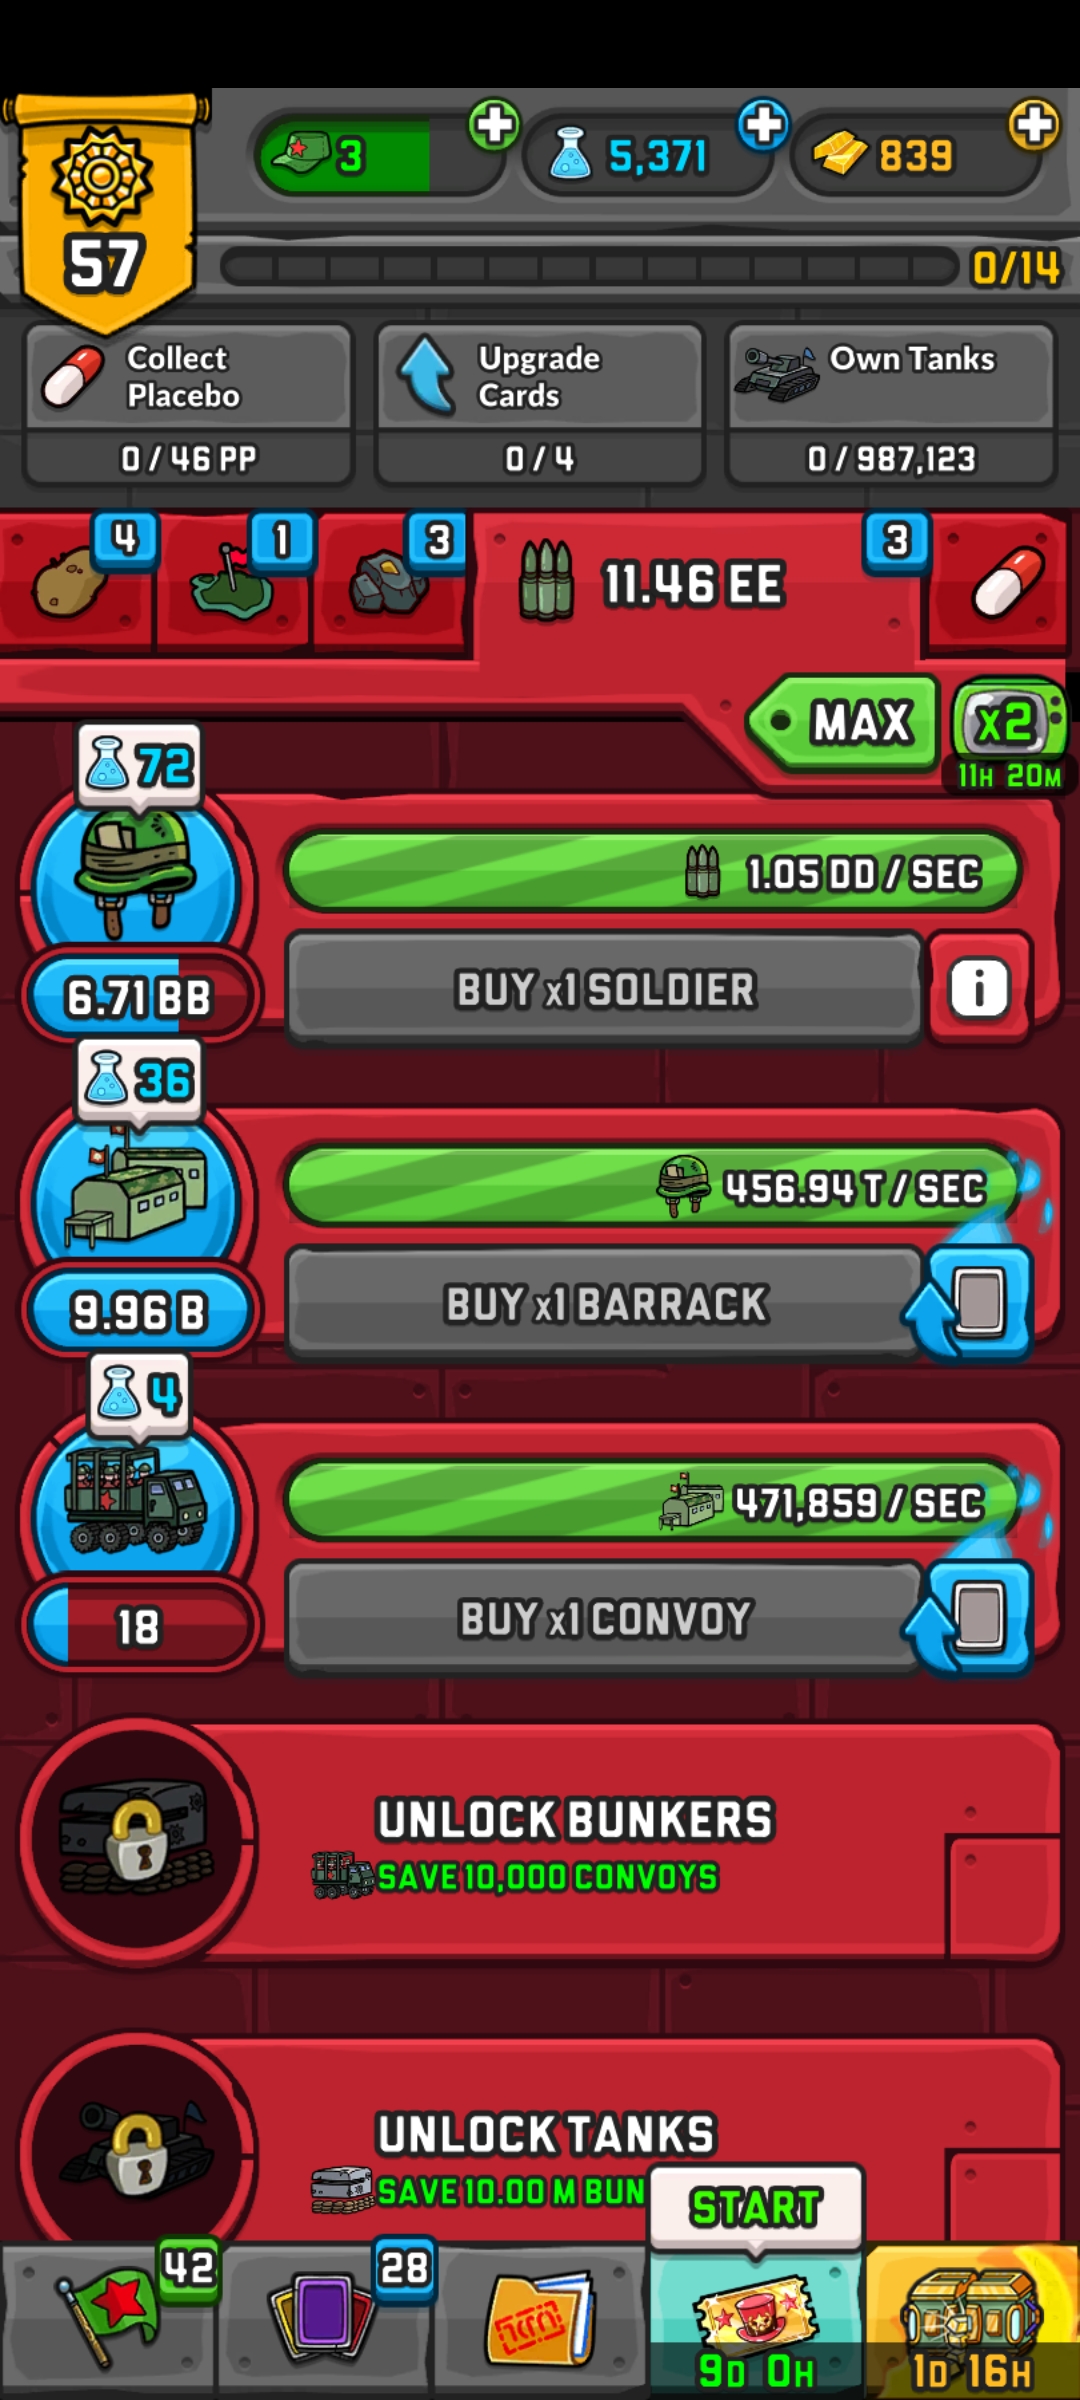 57
3
5,371
839
0/14
Collect
Placebo
0 / 46 PP
Upgrade
Cards
0 / 4
Own Tanks
0 / 987,123
4
1
3
11.46 EE
3
MAX
x2
11H 20M
72
1.05 DD / SEC
6.71 BB
BUY x1 SOLDIER
i
36
456.94 T / SEC
9.96 B
BUY x1 BARRACK
4
471,859 / SEC
18
BUY x1 CONVOY
UNLOCK BUNKERS
SAVE 10,000 CONVOYS
UNLOCK TANKS
SAVE 10.00 M BUN
START
42
28
9D 0H
1D 16H